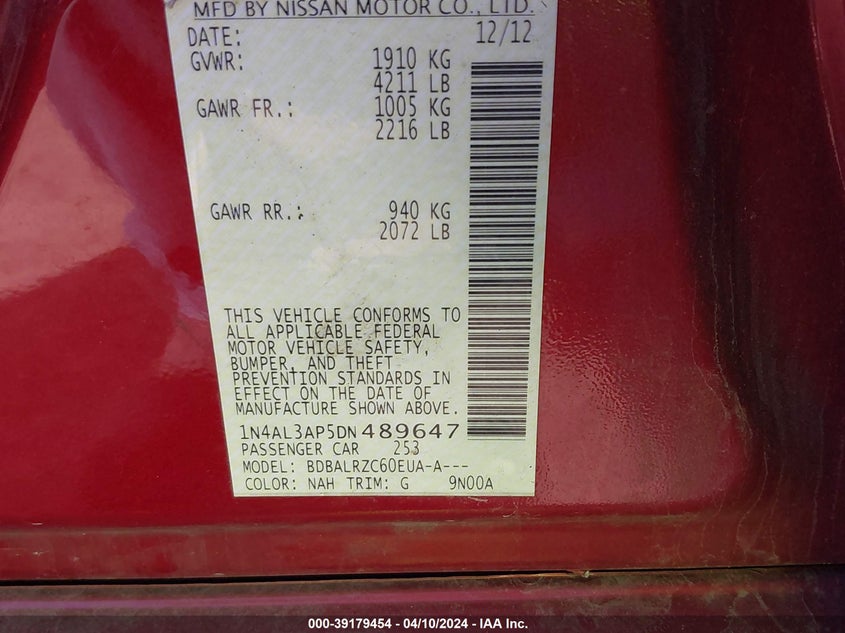 MFD BY NISSAN MOTOR CO., LTD.
DATE: 12/12
GVWR: 1910 KG
4211 LB
GAWR FR.: 1005 KG
2216 LB
GAWR RR.: 940 KG
2072 LB
THIS VEHICLE CONFORMS TO
ALL APPLICABLE FEDERAL
MOTOR VEHICLE SAFETY,
BUMPER, AND THEFT
PREVENTION STANDARDS IN
EFFECT ON THE DATE OF
MANUFACTURE SHOWN ABOVE.
1N4AL3AP5DN489647
PASSENGER CAR 253
MODEL: BDBALRZC60EUA-A---
COLOR: NAH TRIM: G 9N00A
000-39179454 - 04/10/2024 - IAA Inc.